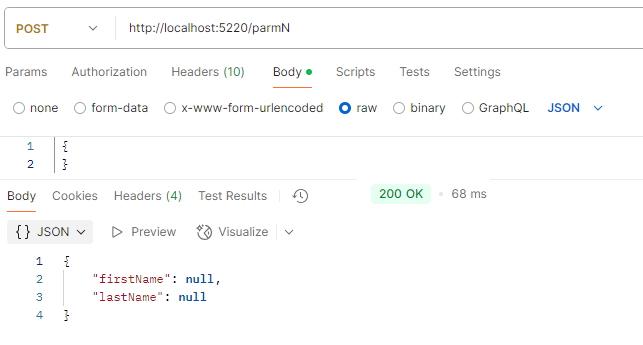 POST http://localhost:5220/parmN
Params Authorization Headers (10) Body Scripts Tests Settings
none form-data x-www-form-urlencoded raw binary GraphQL JSON
1 {
2 }
Body Cookies Headers (4) Test Results 200 OK 68 ms
{} JSON Preview Visualize
1 {
2 "firstName": null,
3 "lastName": null
4 }